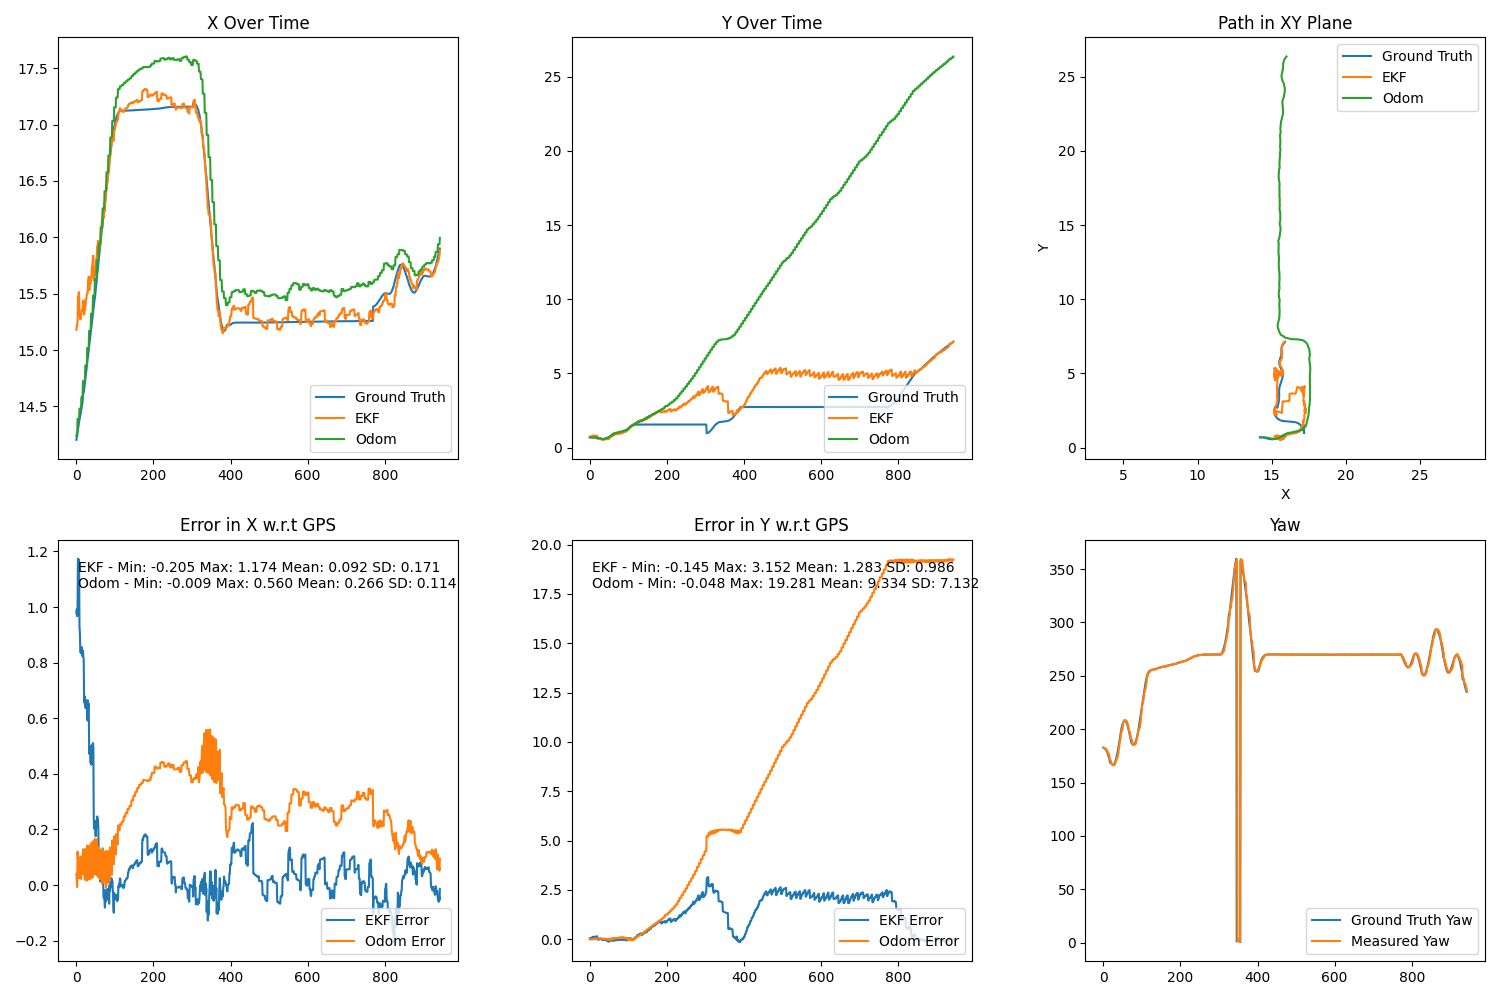 X Over Time
17.5
17.0
16.5
16.0
15.5
15.0
14.5
0
200
400
600
800
Ground Truth
EKF
Odom
Y Over Time
25
20
15
10
5
0
0
200
400
600
800
Ground Truth
EKF
Odom
Path in XY Plane
Y
25
20
15
10
5
0
5
10
15
20
25
X
Ground Truth
EKF
Odom
Error in X w.r.t GPS
EKF - Min: -0.205 Max: 1.174 Mean: 0.092 SD: 0.171
Odom - Min: -0.009 Max: 0.560 Mean: 0.266 SD: 0.114
1.2
1.0
0.8
0.6
0.4
0.2
0.0
−0.2
0
200
400
600
800
EKF Error
Odom Error
Error in Y w.r.t GPS
EKF - Min: -0.145 Max: 3.152 Mean: 1.283 SD: 0.986
Odom - Min: -0.048 Max: 19.281 Mean: 9.334 SD: 7.132
20.0
17.5
15.0
12.5
10.0
7.5
5.0
2.5
0.0
0
200
400
600
800
EKF Error
Odom Error
Yaw
350
300
250
200
150
100
50
0
0
200
400
600
800
Ground Truth Yaw
Measured Yaw